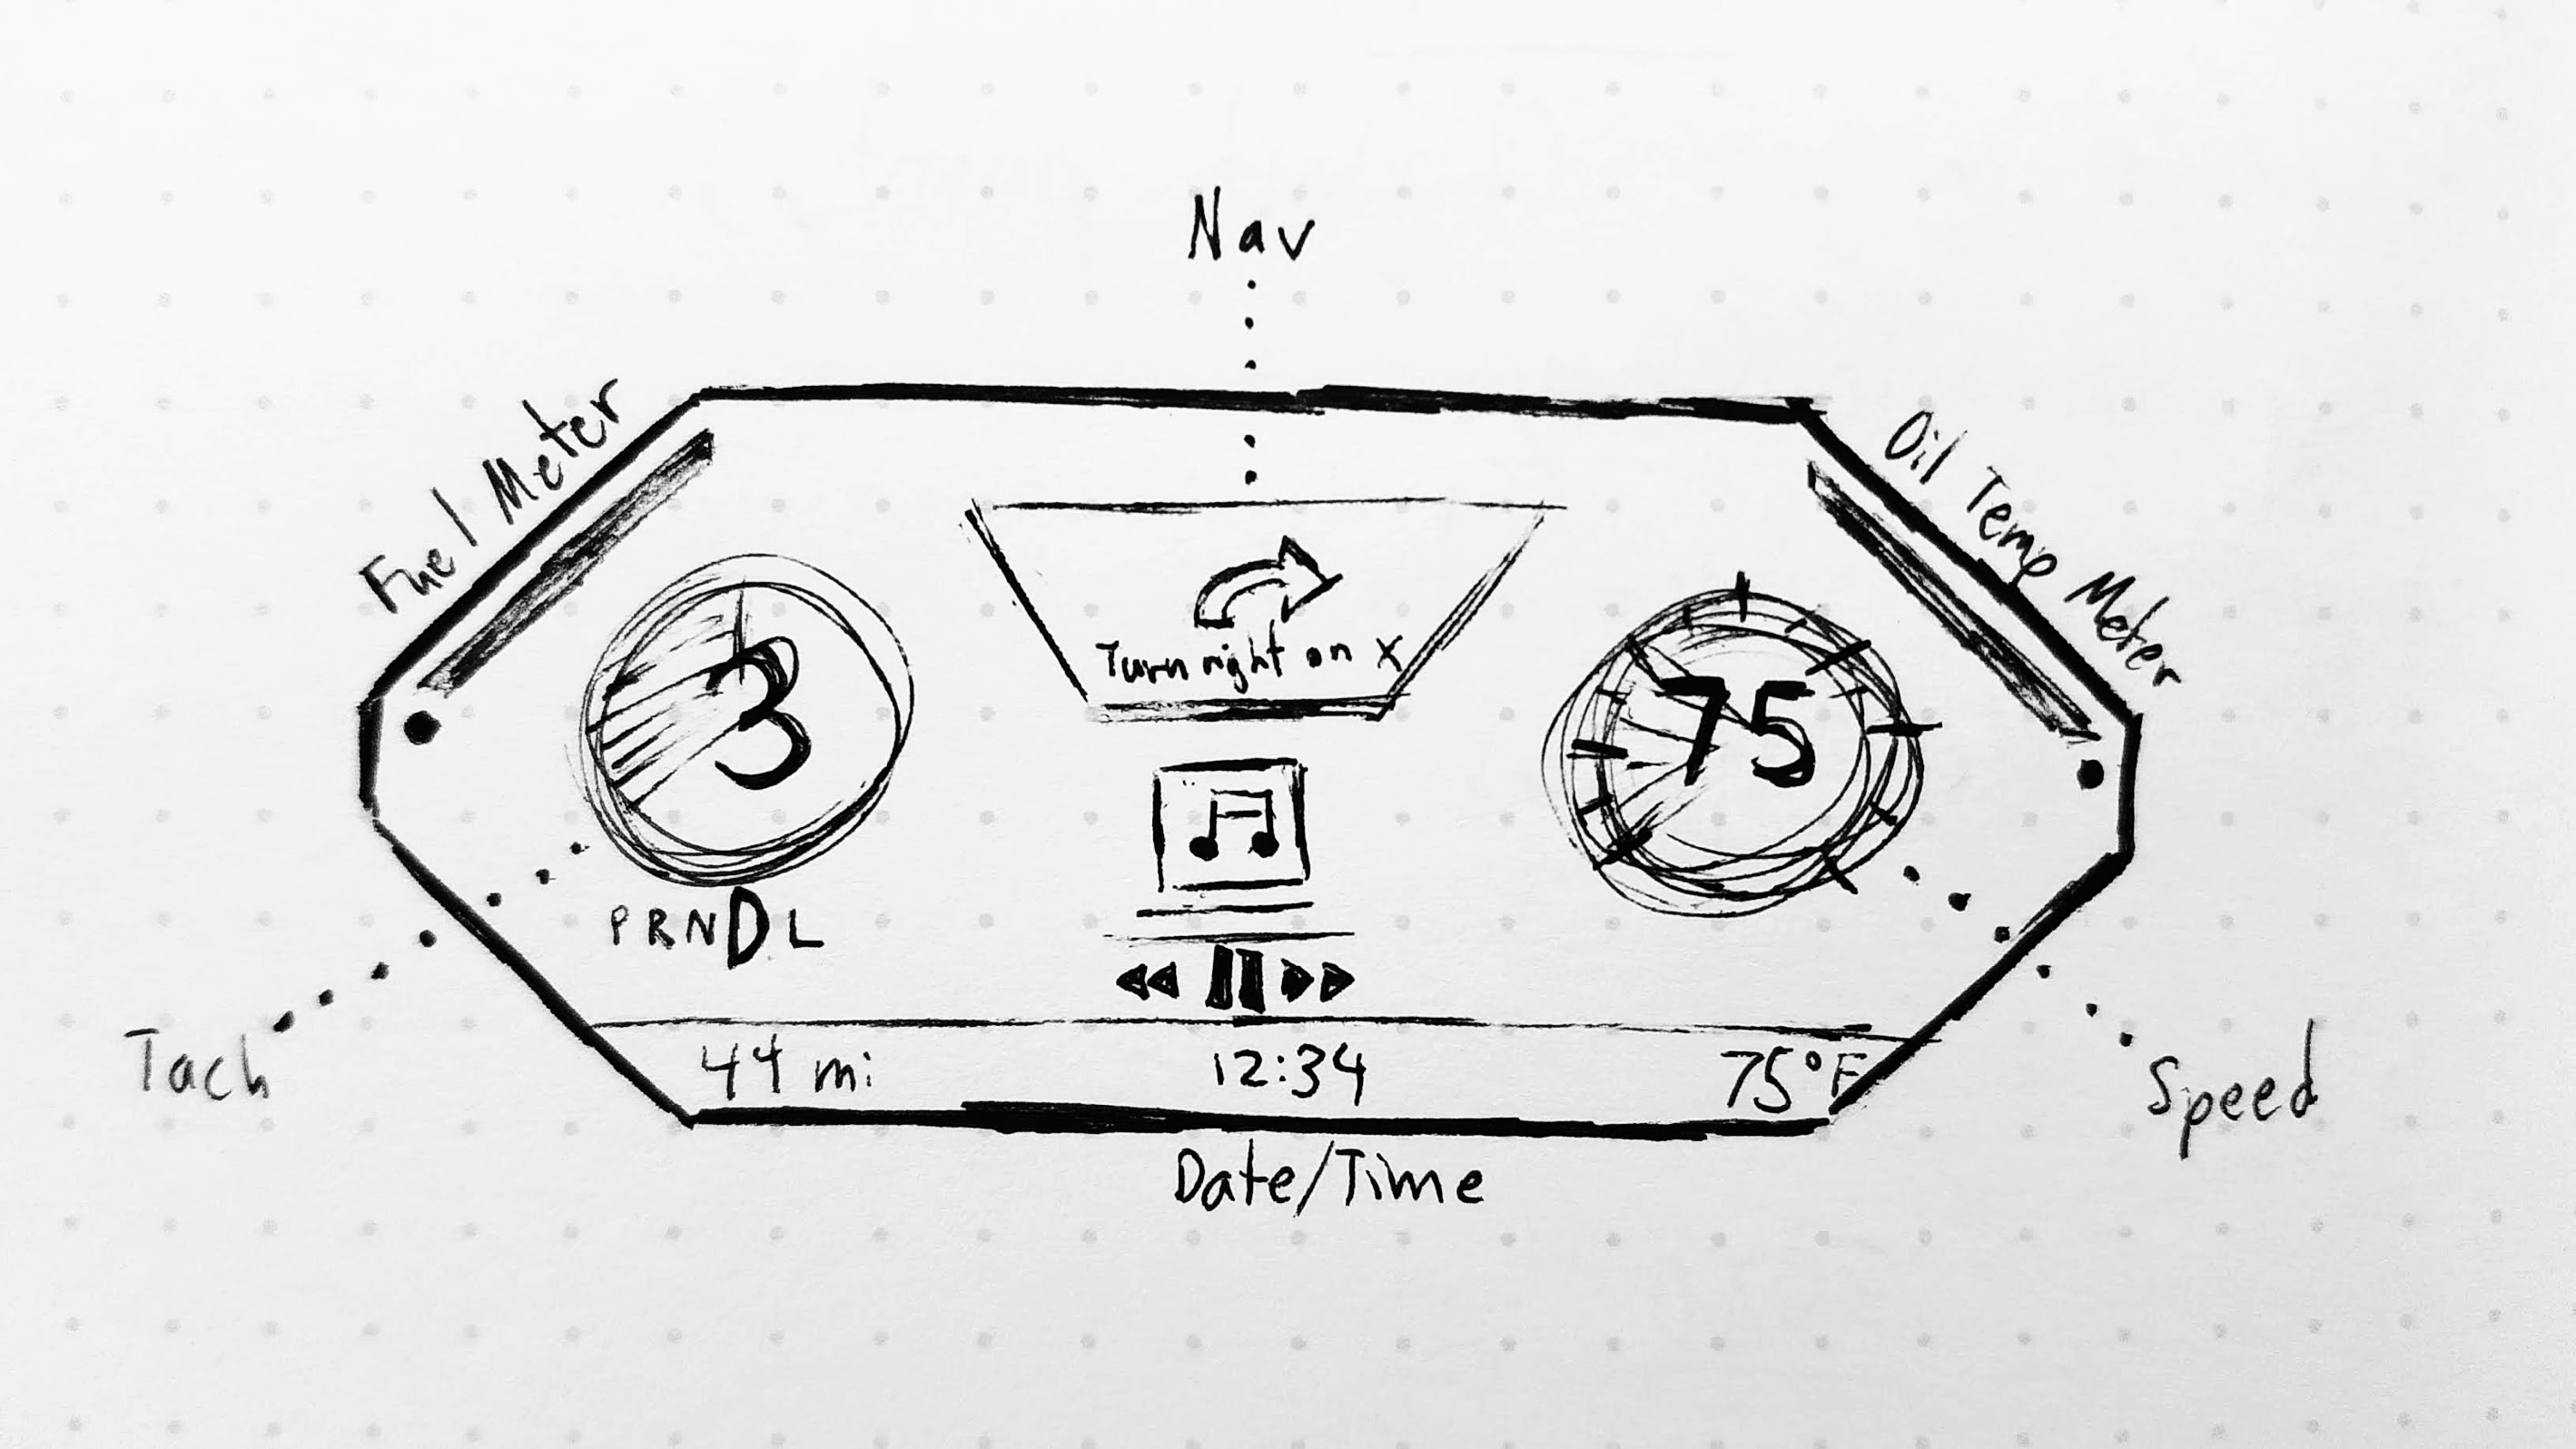 Nav
Fuel Meter
Oil Temp Meter
Turn right on X
3
75
PRNDL
44 mi
12:34
75°F
Tach
Speed
Date/Time